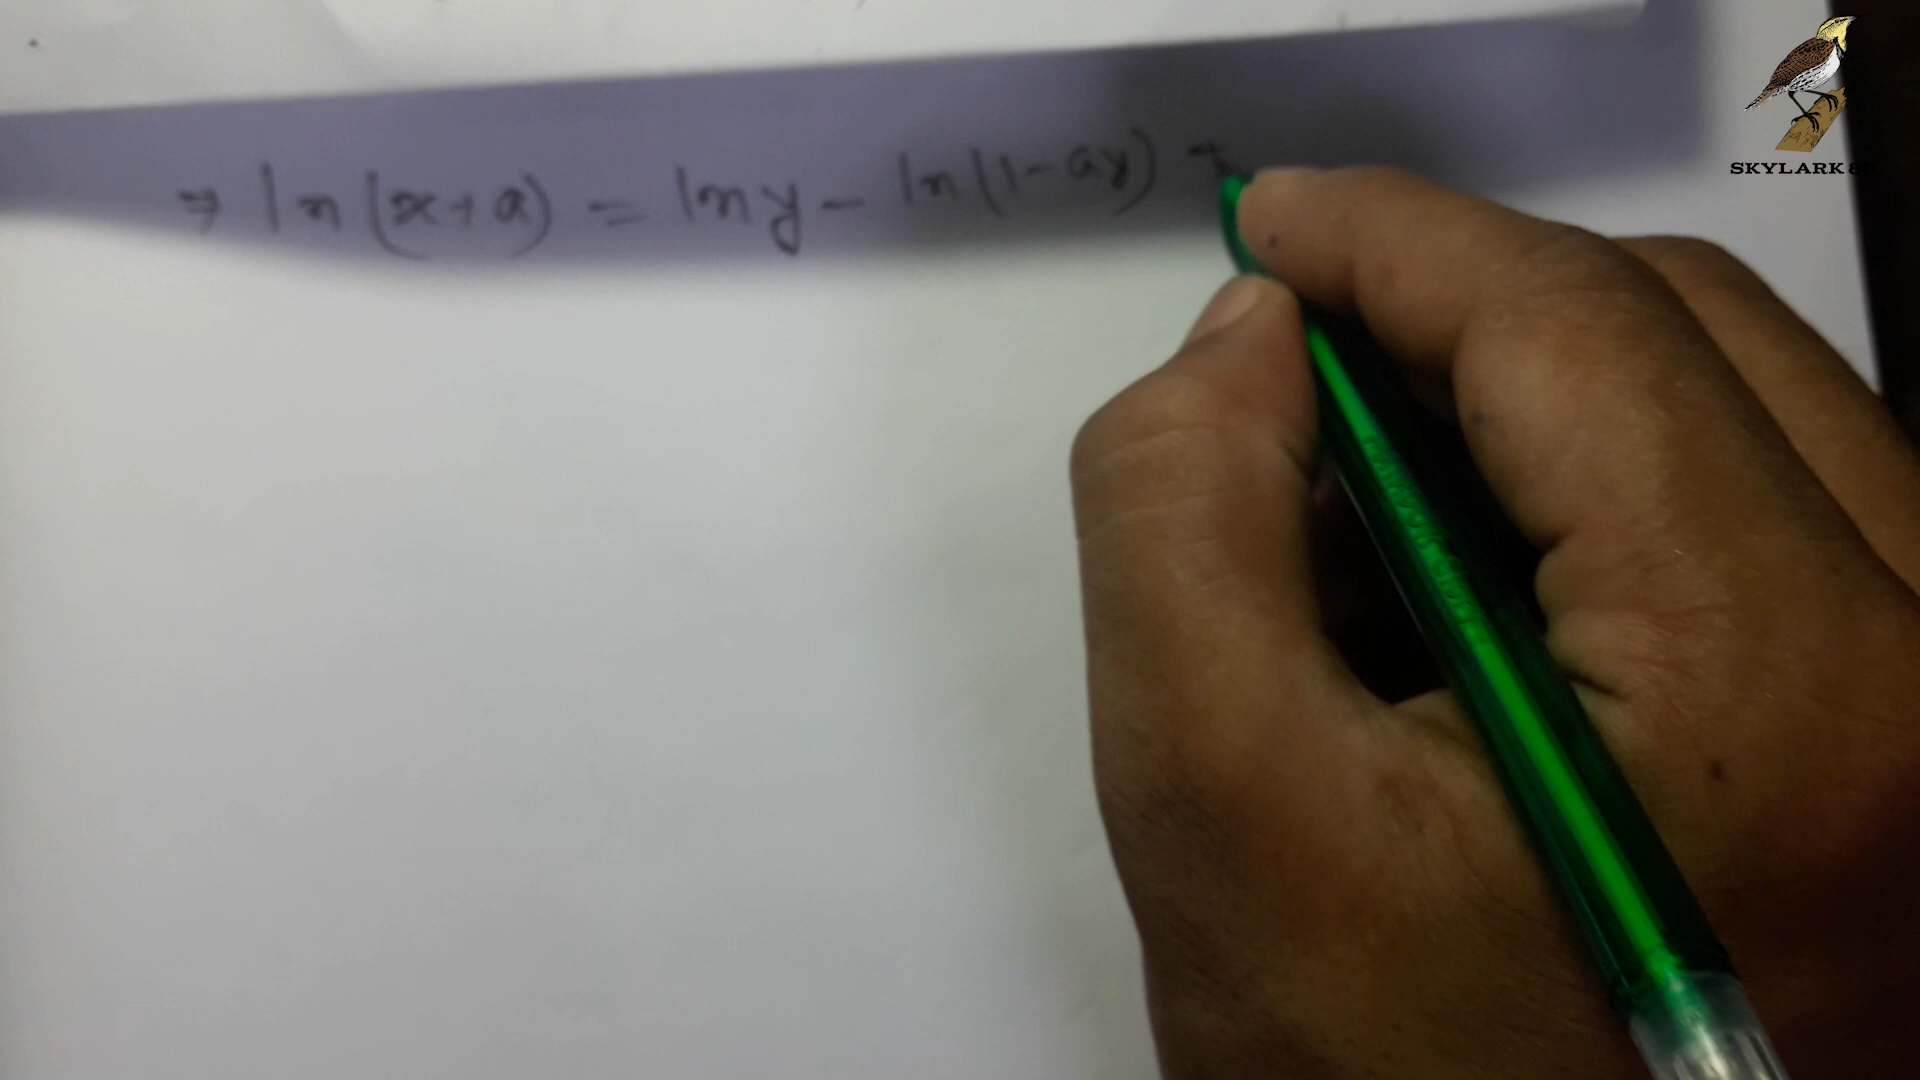 ⇒ ln(x+a) = ln y - ln(1-ay) +
SKYLARK